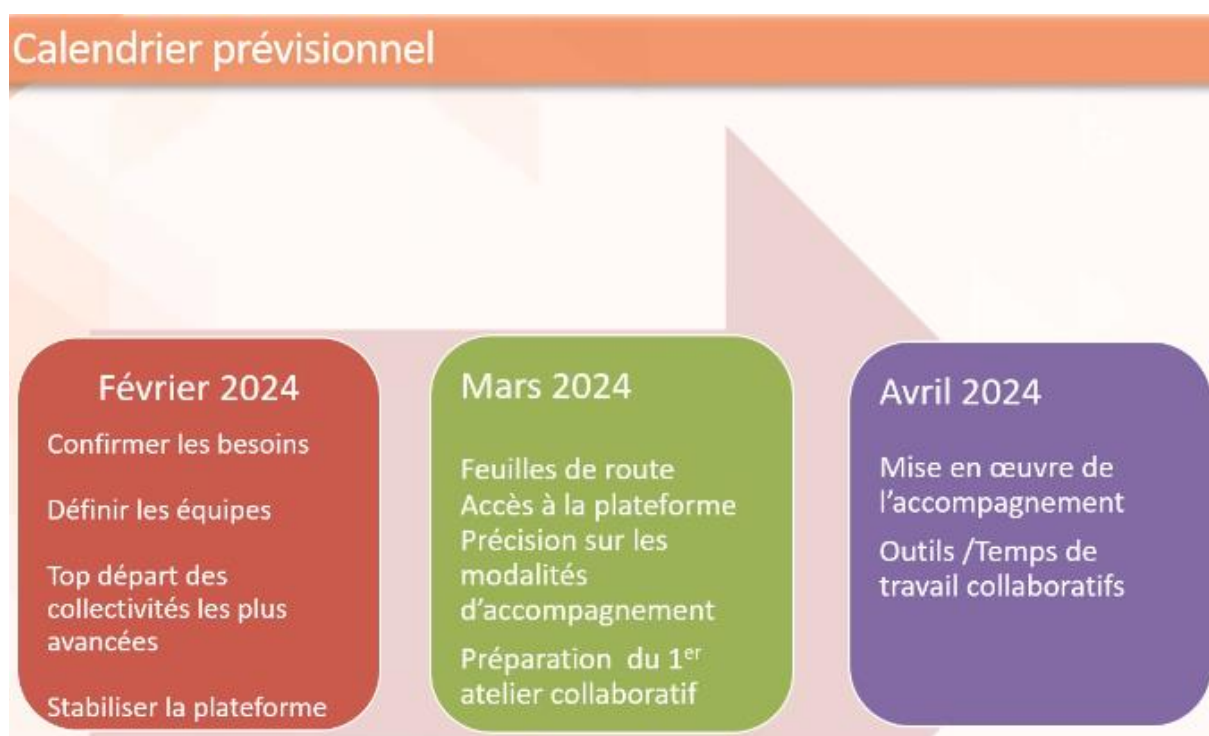 Calendrier prévisionnel
Février 2024
Confirmer les besoins
Définir les équipes
Top départ des
collectivités les plus
avancées
Stabiliser la plateforme
Mars 2024
Feuilles de route
Accès à la plateforme
Précision sur les
modalités
d’accompagnement
Préparation du 1er
atelier collaboratif
Avril 2024
Mise en œuvre de
l’accompagnement
Outils /Temps de
travail collaboratifs